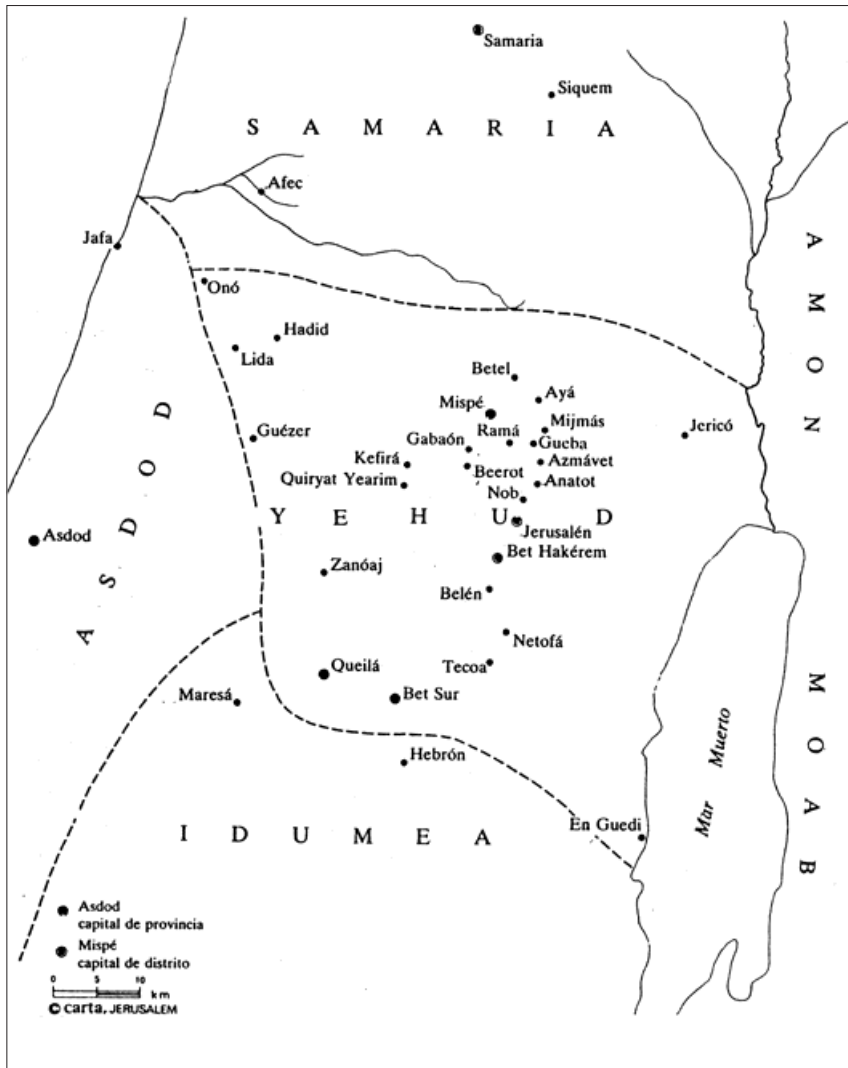 Samaria
Siquem
S A M A R I A
Afec
Jafa
A M O N
Onó
Hadid
Lida
Betel
Ayá
Mispé
Mijmás
Ramá
Jericó
Guézer
Gueba
Gabaón
Kefirá
Azmávet
Beerot
Quiryat Yearim
Anatot
Nob
A S D O D
Y E H U D
Jerusalén
Asdod
Bet Hakérem
Zanóaj
Belén
Netofá
Tecoa
Queilá
Maresá
Bet Sur
M O A B
Mar Muerto
Hebrón
En Guedi
I D U M E A
Asdod
capital de provincia
Mispé
capital de distrito
0 5 10
km
© carta, JERUSALEM